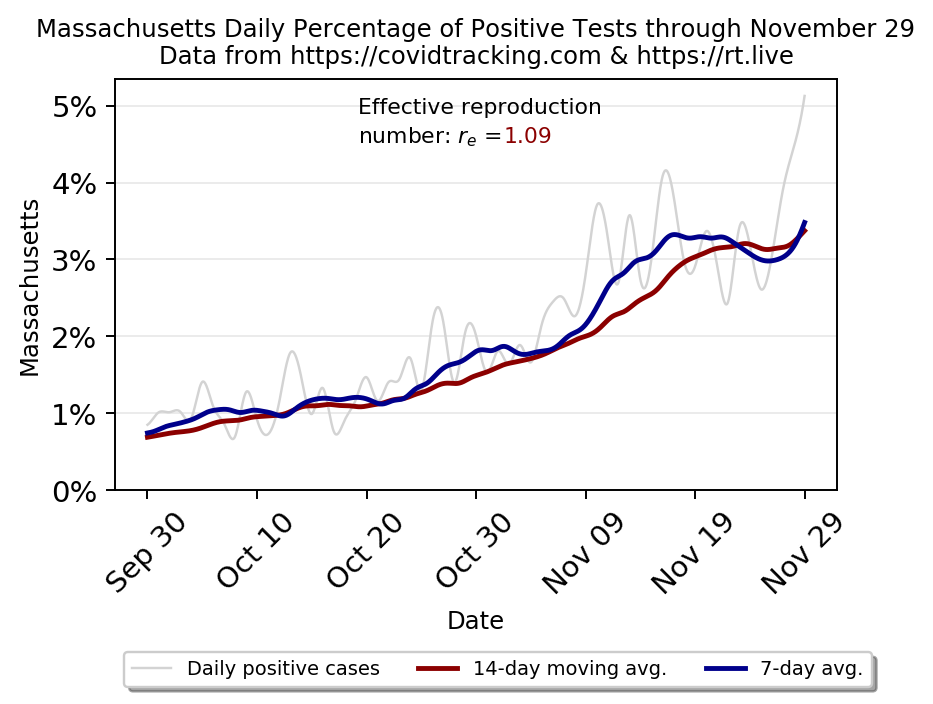 Massachusetts Daily Percentage of Positive Tests through November 29
Data from https://covidtracking.com & https://rt.live
Effective reproduction
number: rₑ =1.09
5%
4%
3%
2%
1%
0%
Massachusetts
Sep 30
Oct 10
Oct 20
Oct 30
Nov 09
Nov 19
Nov 29
Date
Daily positive cases
14-day moving avg.
7-day avg.